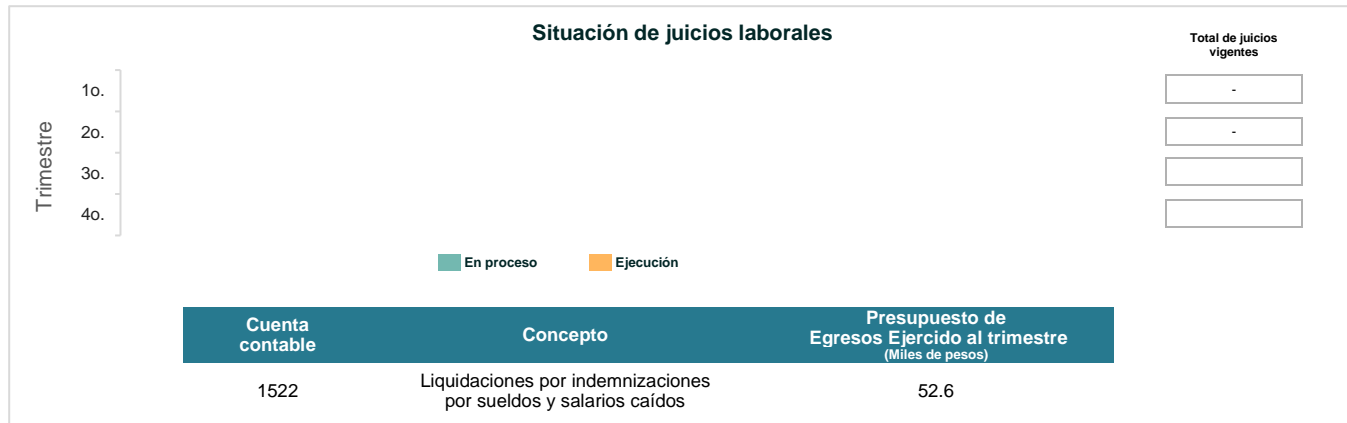 Situación de juicios laborales
Total de juicios
vigentes
Trimestre
1o.
-
2o.
-
3o.
4o.
En proceso
Ejecución
Cuenta
contable
Concepto
Presupuesto de
Egresos Ejercido al trimestre
(Miles de pesos)
1522
Liquidaciones por indemnizaciones
por sueldos y salarios caídos
52.6